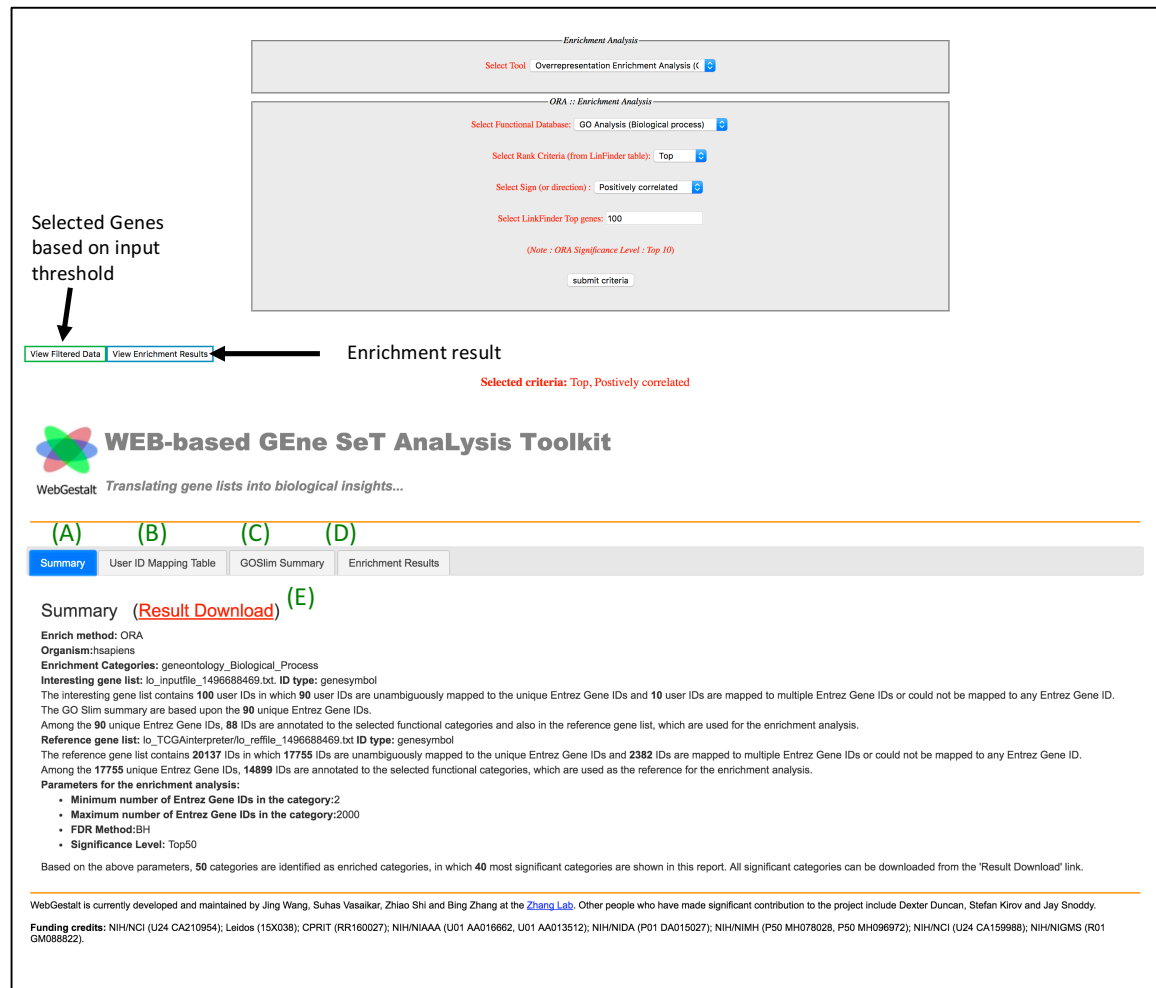 Enrichment Analysis
Select Tool Overrepresentation Enrichment Analysis (C
ORA :: Enrichment Analysis
Select Functional Database: GO Analysis (Biological process)
Select Rank Criteria (from LinFinder table): Top
Select Sign (or direction) : Positively correlated
Select LinkFinder Top genes: 100
(Note : ORA Significance Level : Top 10)
submit criteria
Selected Genes
based on input
threshold
View Filtered Data View Enrichment Results
Enrichment result
Selected criteria: Top, Postively correlated
WEB-based GEne SeT AnaLysis Toolkit
WebGestalt
Translating gene lists into biological insights...
(A) (B) (C) (D)
Summary User ID Mapping Table GOSlim Summary Enrichment Results
Summary (Result Download) (E)
Enrich method: ORA
Organism:hsapiens
Enrichment Categories: geneontology_Biological_Process
Interesting gene list: lo_inputfile_1496688469.txt. ID type: genesymbol
The interesting gene list contains 100 user IDs in which 90 user IDs are unambiguously mapped to the unique Entrez Gene IDs and 10 user IDs are mapped to multiple Entrez Gene IDs or could not be mapped to any Entrez Gene ID.
The GO Slim summary are based upon the 90 unique Entrez Gene IDs.
Among the 90 unique Entrez Gene IDs, 88 IDs are annotated to the selected functional categories and also in the reference gene list, which are used for the enrichment analysis.
Reference gene list: lo_TCGAinterpreter/lo_reffile_1496688469.txt ID type: genesymbol
The reference gene list contains 20137 IDs in which 17755 IDs are unambiguously mapped to the unique Entrez Gene IDs and 2382 IDs are mapped to multiple Entrez Gene IDs or could not be mapped to any Entrez Gene ID.
Among the 17755 unique Entrez Gene IDs, 14899 IDs are annotated to the selected functional categories, which are used as the reference for the enrichment analysis.
Parameters for the enrichment analysis:
• Minimum number of Entrez Gene IDs in the category:2
• Maximum number of Entrez Gene IDs in the category:2000
• FDR Method:BH
• Significance Level: Top50
Based on the above parameters, 50 categories are identified as enriched categories, in which 40 most significant categories are shown in this report. All significant categories can be downloaded from the 'Result Download' link.
WebGestalt is currently developed and maintained by Jing Wang, Suhas Vasaikar, Zhiao Shi and Bing Zhang at the Zhang Lab. Other people who have made significant contribution to the project include Dexter Duncan, Stefan Kirov and Jay Snoddy.
Funding credits: NIH/NCI (U24 CA210954); Leidos (15X038); CPRIT (RR160027); NIH/NIAAA (U01 AA016662, U01 AA013512); NIH/NIDA (P01 DA015027); NIH/NIMH (P50 MH078028, P50 MH096972); NIH/NCI (U24 CA159988); NIH/NIGMS (R01
GM088822).